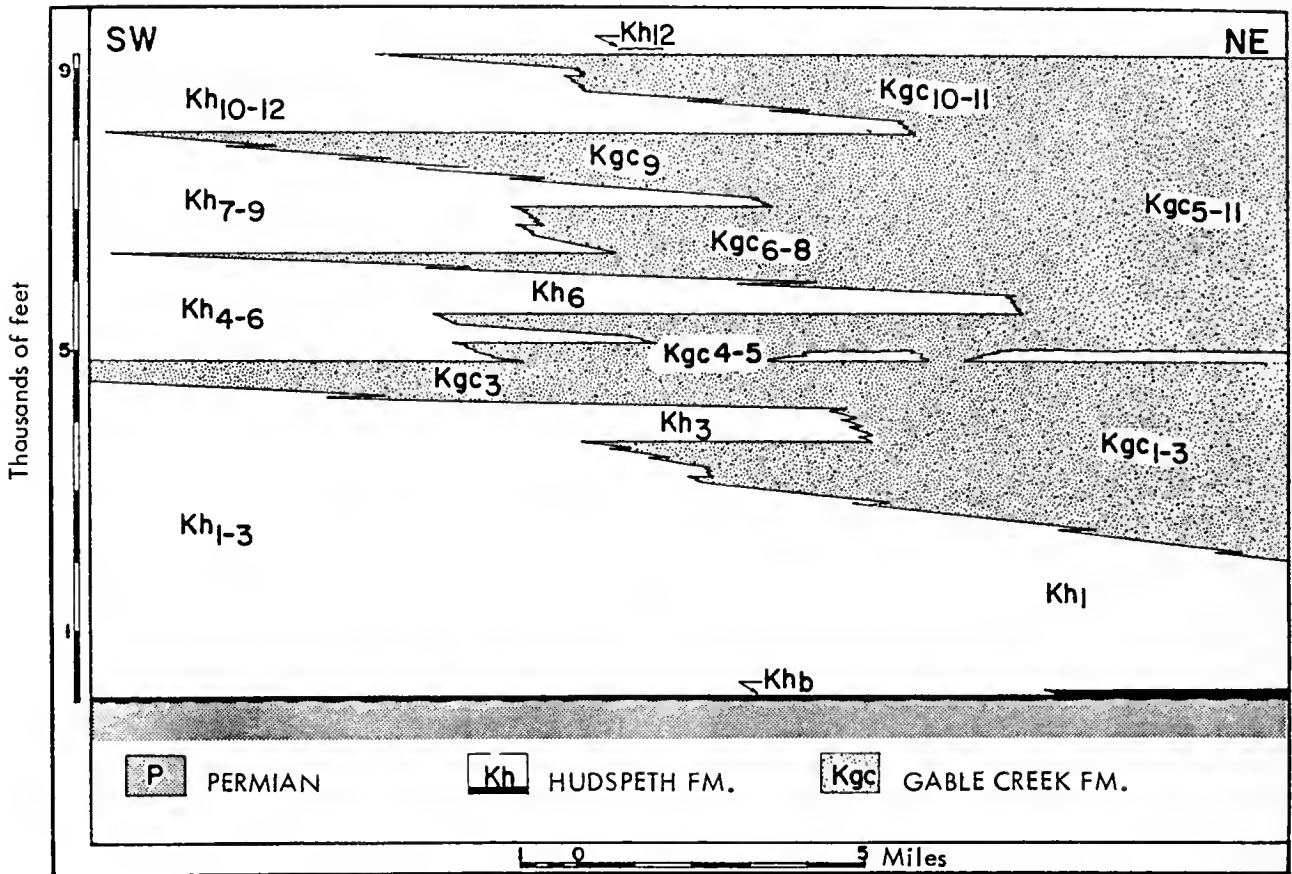 SW
NE
Kh12
9
Kgc10-11
Kh10-12
Kgc9
Kh7-9
Kgc5-11
Kgc6-8
Kh6
Kh4-6
5
Kgc4-5
Kgc3
Kh3
Kgc1-3
Thousands of feet
Kh1-3
Kh1
1
Khb
P PERMIAN
Kh HUDSPETH FM.
Kgc GABLE CREEK FM.
1 0 5 Miles